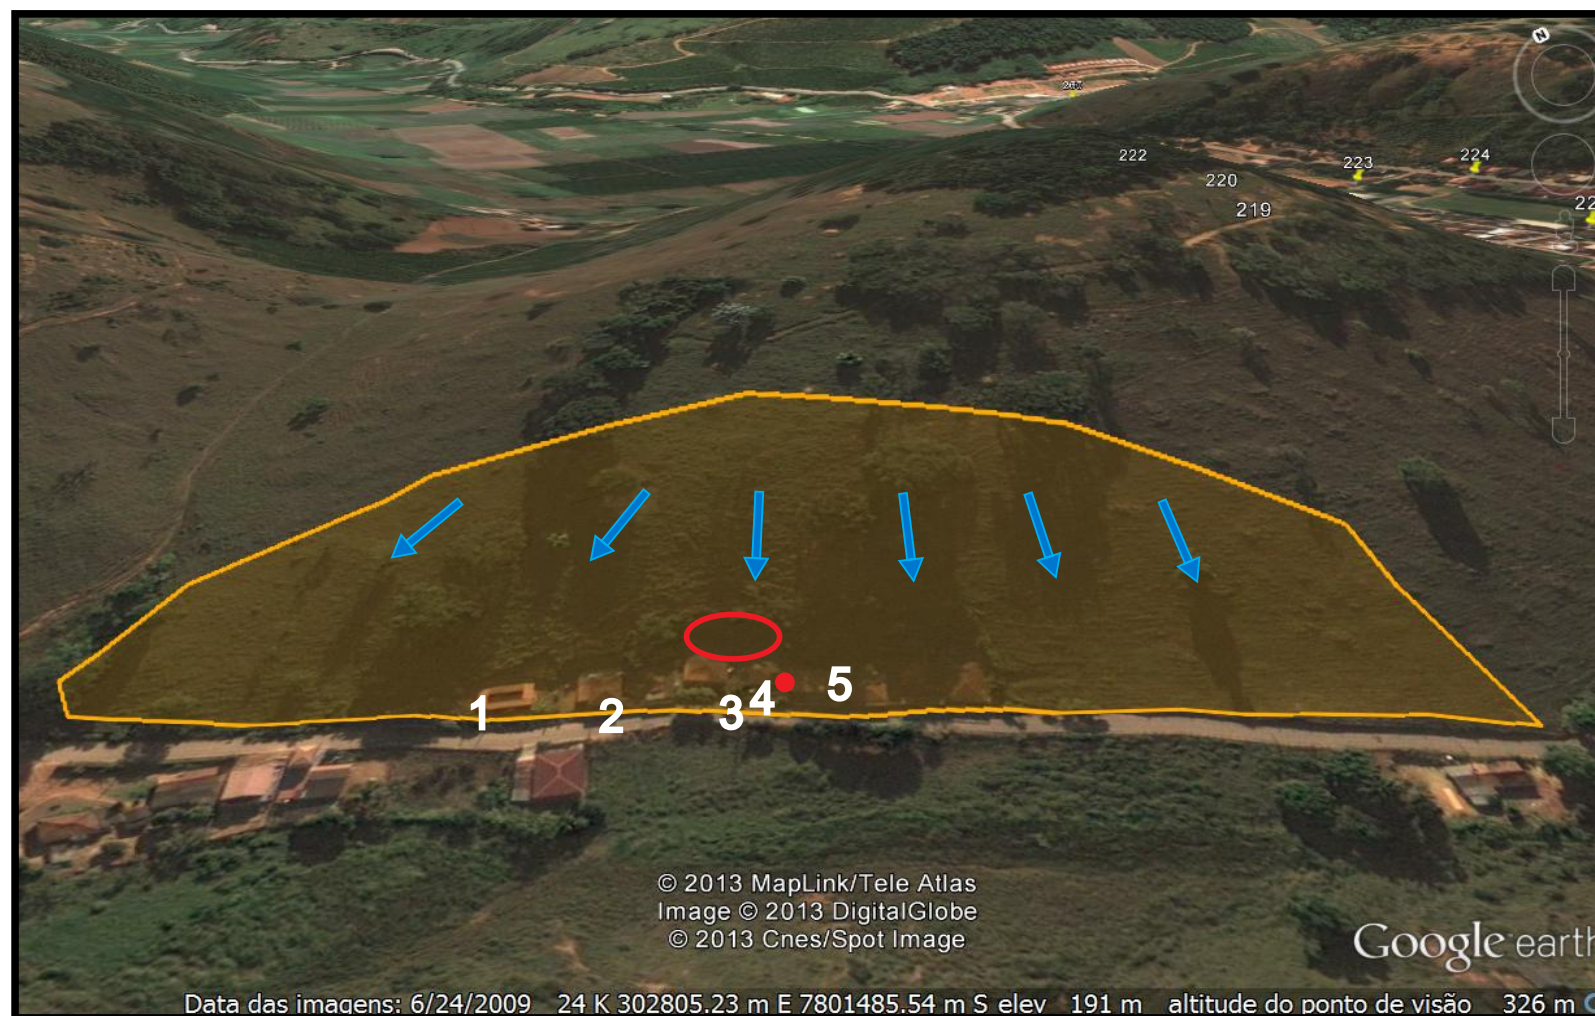 N
222
223
224
220
219
22
1
2
3
4
5
© 2013 MapLink/Tele Atlas
Image © 2013 DigitalGlobe
© 2013 Cnes/Spot Image
Google earth
Data das imagens: 6/24/2009 24 K 302805.23 m E 7801485.54 m S elev 191 m altitude do ponto de visão 326 m